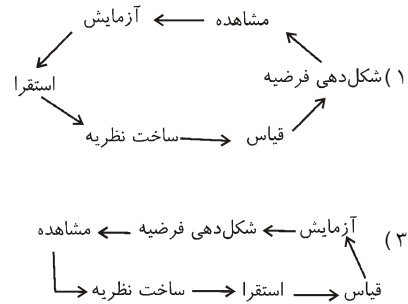 مشاهده آزمایش
۱) شکل‌دهی فرضیه استقرا
قیاس ساخت نظریه
۳) آزمایش شکل‌دهی فرضیه مشاهده
قیاس استقرا ساخت نظریه